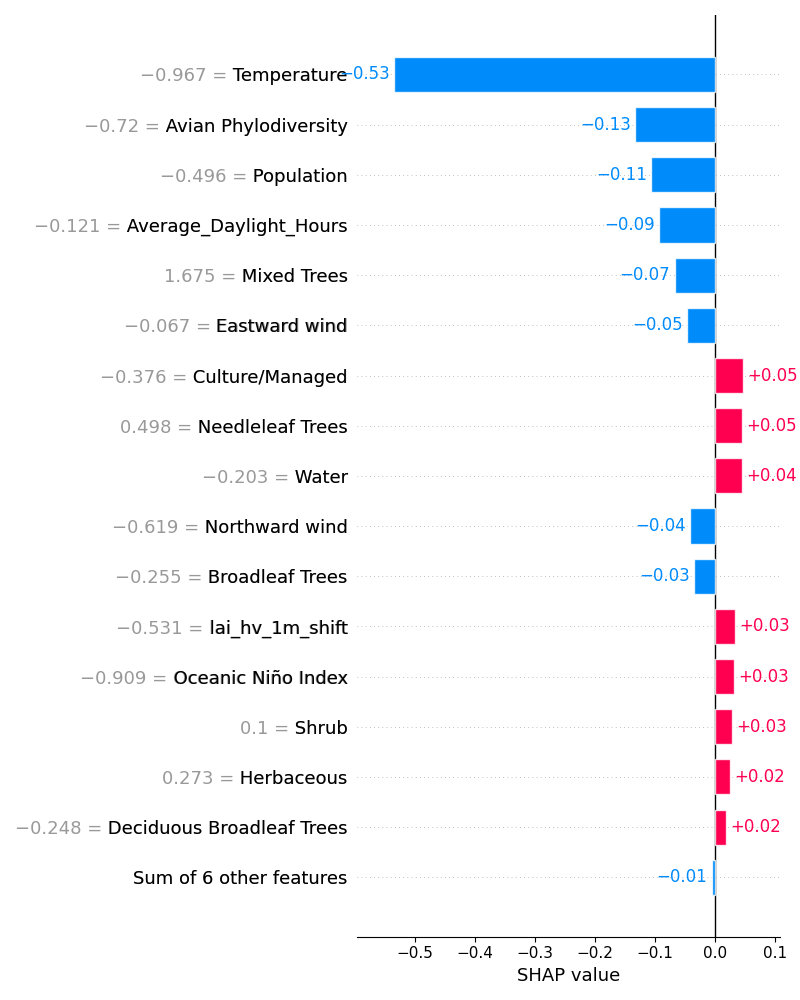 −0.967 = Temperature −0.53
−0.72 = Avian Phylodiversity −0.13
−0.496 = Population −0.11
−0.121 = Average_Daylight_Hours −0.09
1.675 = Mixed Trees −0.07
−0.067 = Eastward wind −0.05
−0.376 = Culture/Managed +0.05
0.498 = Needleleaf Trees +0.05
−0.203 = Water +0.04
−0.619 = Northward wind −0.04
−0.255 = Broadleaf Trees −0.03
−0.531 = lai_hv_1m_shift +0.03
−0.909 = Oceanic Niño Index +0.03
0.1 = Shrub +0.03
0.273 = Herbaceous +0.02
−0.248 = Deciduous Broadleaf Trees +0.02
Sum of 6 other features −0.01
−0.5 −0.4 −0.3 −0.2 −0.1 0.0 0.1
SHAP value